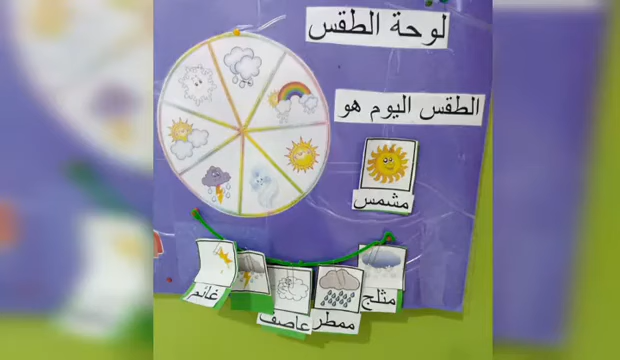 لوحة الطقس
الطقس اليوم هو
مشمس
مثلج
ممطر
عاصف
غائم